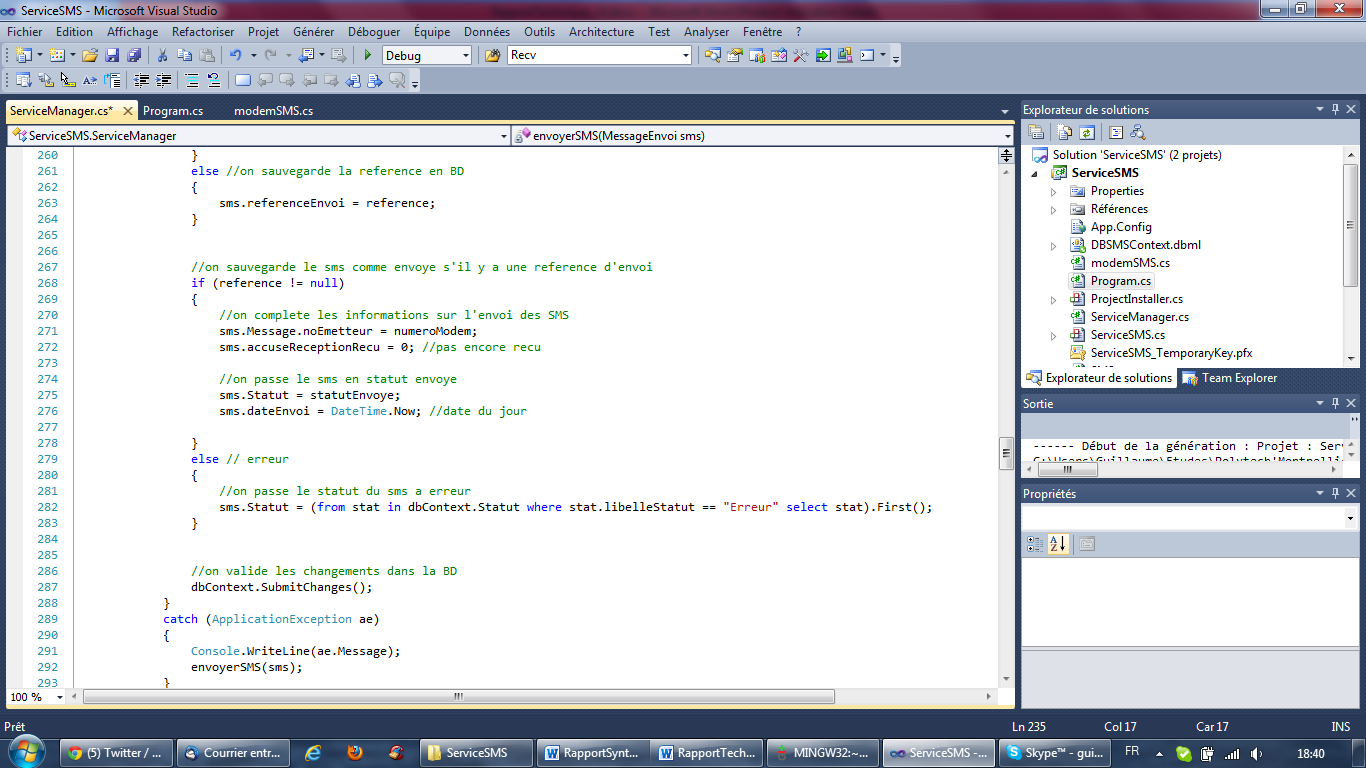 ServiceSMS - Microsoft Visual Studio
Fichier Edition Affichage Refactoriser Projet Générer Déboguer Équipe Données Outils Architecture Test Analyser Fenêtre ?
Debug Recv
ServiceManager.cs* Program.cs modemSMS.cs
ServiceSMS.ServiceManager envoyerSMS(MessageEnvoi sms)
260 }
261 else //on sauvegarde la reference en BD
262 {
263 sms.referenceEnvoi = reference;
264 }
265
266
267 //on sauvegarde le sms comme envoye s'il y a une reference d'envoi
268 if (reference != null)
269 {
270 //on complete les informations sur l'envoi des SMS
271 sms.Message.noEmetteur = numeroModem;
272 sms.accuseReceptionRecu = 0; //pas encore recu
273
274 //on passe le sms en statut envoye
275 sms.Statut = statutEnvoye;
276 sms.dateEnvoi = DateTime.Now; //date du jour
277
278 }
279 else // erreur
280 {
281 //on passe le statut du sms a erreur
282 sms.Statut = (from stat in dbContext.Statut where stat.libelleStatut == "Erreur" select stat).First();
283 }
284
285
286 //on valide les changements dans la BD
287 dbContext.SubmitChanges();
288 }
289 catch (ApplicationException ae)
290 {
291 Console.WriteLine(ae.Message);
292 envoyerSMS(sms);
293 }
100 %
Explorateur de solutions
Solution 'ServiceSMS' (2 projets)
ServiceSMS
Properties
Références
App.Config
DBSMSContext.dbml
modemSMS.cs
Program.cs
ProjectInstaller.cs
ServiceManager.cs
ServiceSMS.cs
ServiceSMS_TemporaryKey.pfx
Explorateur de solutions Team Explorer
Sortie
------ Début de la génération : Projet : Serv
C:\Users\Guillaume\Etudes\Polytech'Montpelli
Propriétés
Prêt Ln 235 Col 17 Car 17 INS
(5) Twitter / ... Courrier entr... ServiceSMS RapportSynt... RapportTech... MINGW32:~... ServiceSMS -... Skype™ - gui... FR 18:40